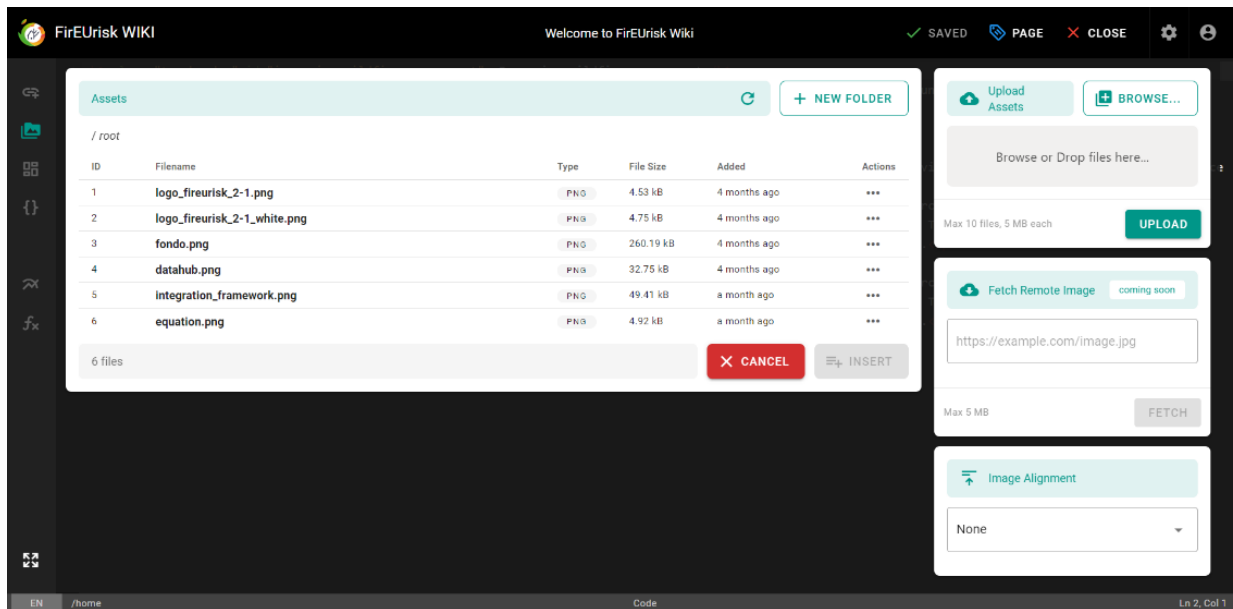 FirEUrisk WIKI
Welcome to FirEUrisk Wiki
SAVED
PAGE
CLOSE
Assets
NEW FOLDER
/ root
ID Filename Type File Size Added Actions
1 logo_fireurisk_2-1.png PNG 4.53 kB 4 months ago
2 logo_fireurisk_2-1_white.png PNG 4.75 kB 4 months ago
3 fondo.png PNG 260.19 kB 4 months ago
4 datahub.png PNG 32.75 kB 4 months ago
5 integration_framework.png PNG 49.41 kB a month ago
6 equation.png PNG 4.92 kB a month ago
6 files
CANCEL
INSERT
Upload
Assets
BROWSE...
Browse or Drop files here...
Max 10 files, 5 MB each
UPLOAD
Fetch Remote Image
coming soon
https://example.com/image.jpg
Max 5 MB
FETCH
Image Alignment
None
EN
/home
Code
Ln 2, Col 1